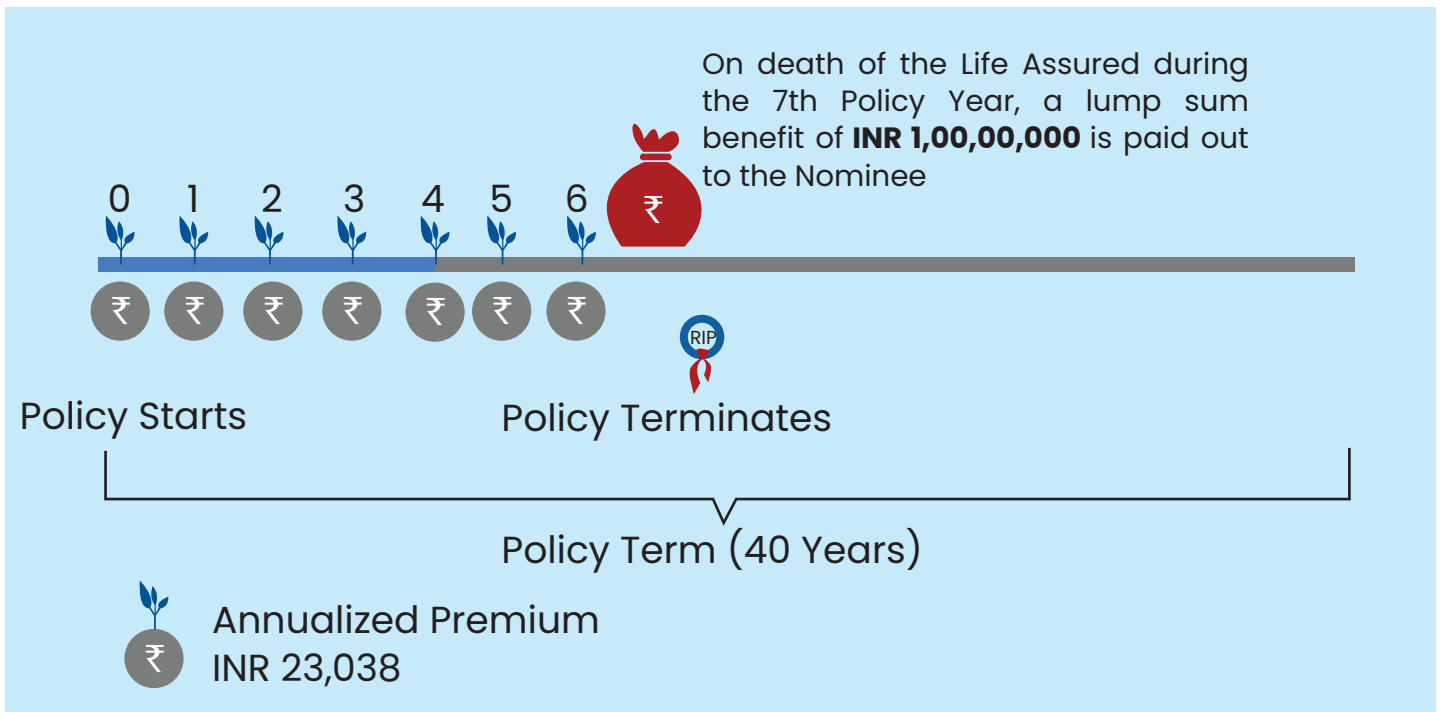 On death of the Life Assured during
the 7th Policy Year, a lump sum
benefit of INR 1,00,00,000 is paid out
to the Nominee
₹
0 1 2 3 4 5 6
₹ ₹ ₹ ₹ ₹ ₹ ₹
RIP
Policy Starts
Policy Terminates
Policy Term (40 Years)
₹
Annualized Premium
INR 23,038